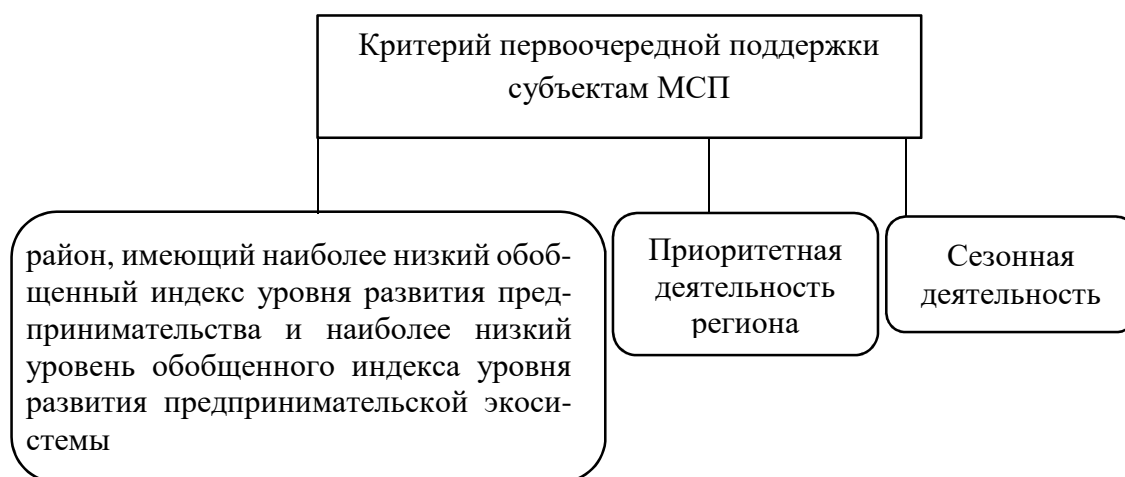 Критерий первоочередной поддержки
субъектам МСП
район, имеющий наиболее низкий обоб-
щенный индекс уровня развития пред-
принимательства и наиболее низкий
уровень обобщенного индекса уровня
развития предпринимательской экоси-
стемы
Приоритетная
деятельность
региона
Сезонная
деятельность